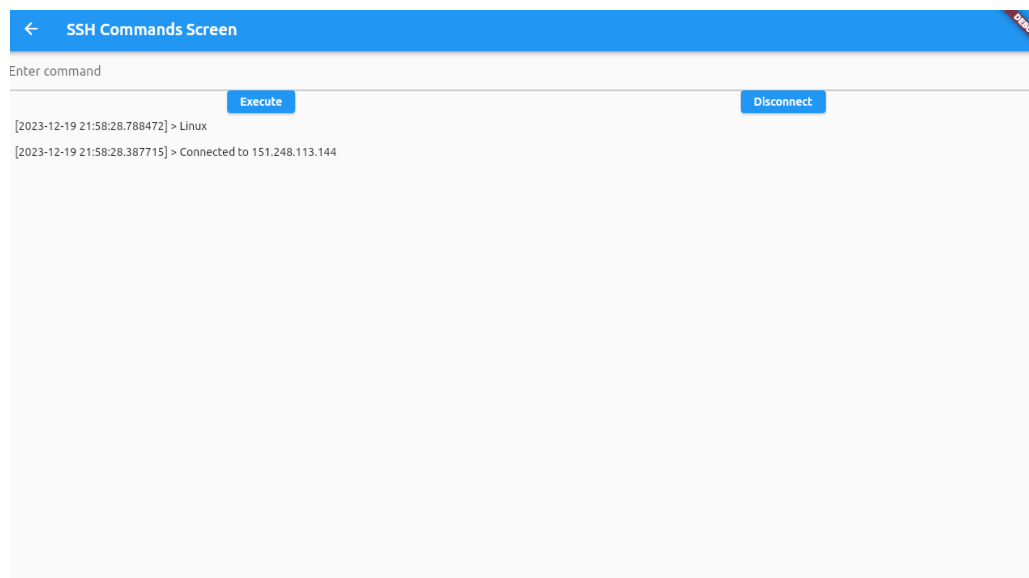 SSH Commands Screen
Enter command
Execute Disconnect
[2023-12-19 21:58:28.788472] > Linux
[2023-12-19 21:58:28.387715] > Connected to 151.248.113.144